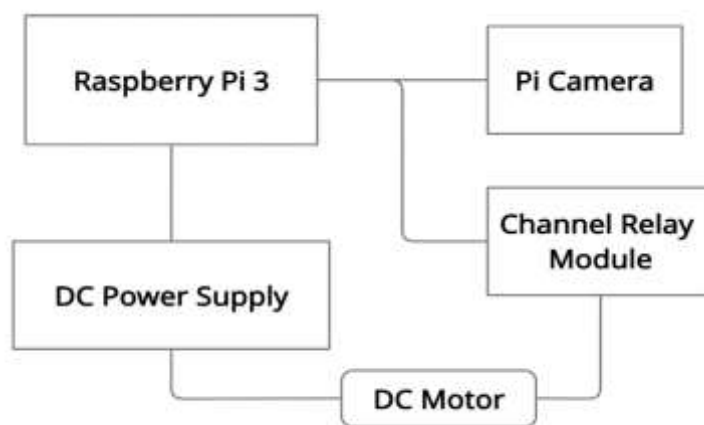 Raspberry Pi 3
Pi Camera
Channel Relay
Module
DC Power Supply
DC Motor